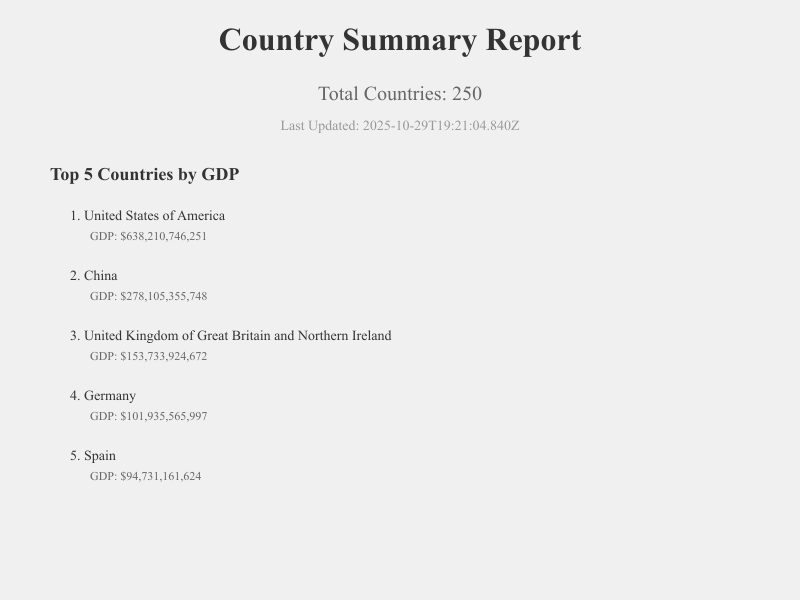 Country Summary Report
Total Countries: 250
Last Updated: 2025-10-29T19:21:04.840Z
Top 5 Countries by GDP
1. United States of America
GDP: $638,210,746,251
2. China
GDP: $278,105,355,748
3. United Kingdom of Great Britain and Northern Ireland
GDP: $153,733,924,672
4. Germany
GDP: $101,935,565,997
5. Spain
GDP: $94,731,161,624